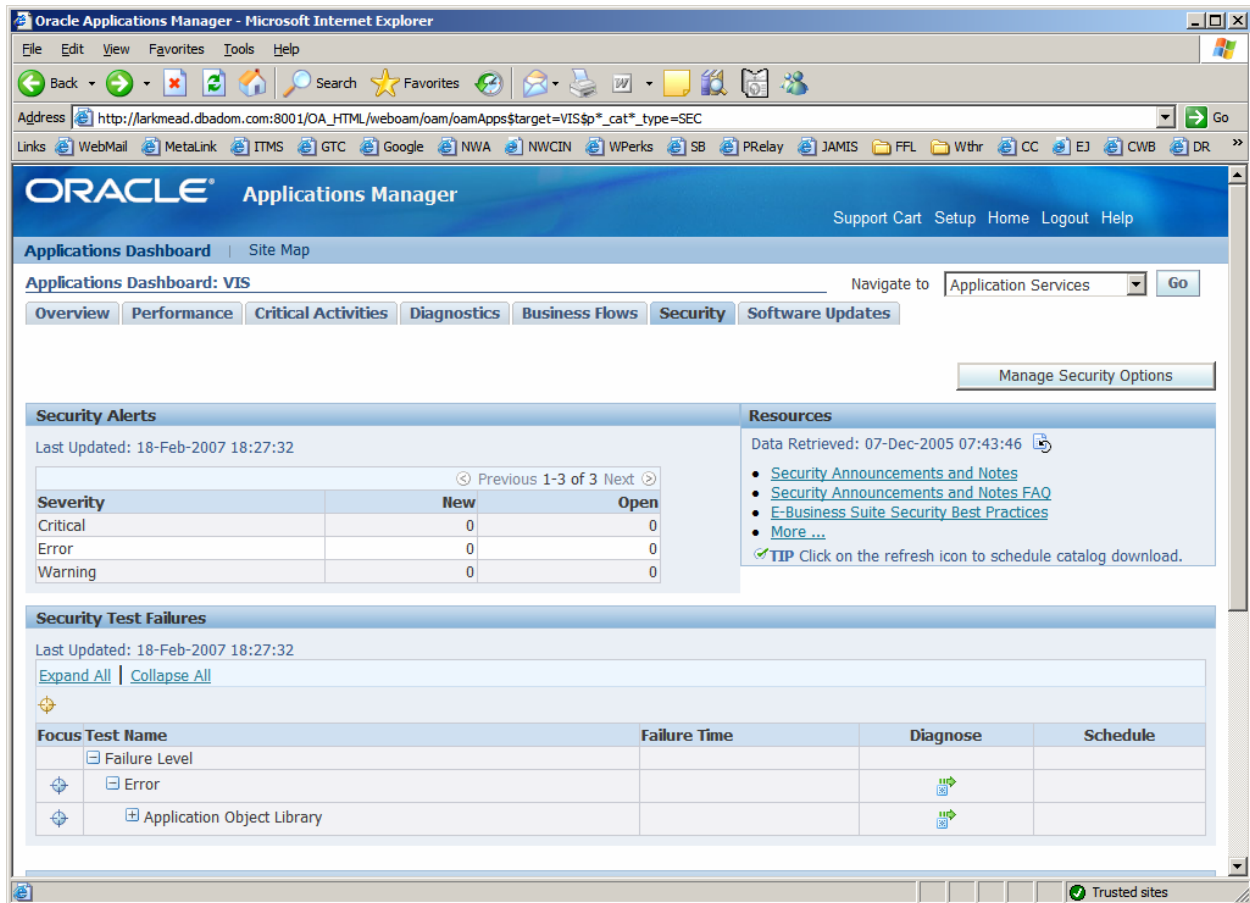 Oracle Applications Manager - Microsoft Internet Explorer
File Edit View Favorites Tools Help
Back Search Favorites
Address http://larkmead.dbadom.com:8001/OA_HTML/weboam/oam/oamApps$target=VIS$p*_cat*_type=SEC Go
Links WebMail MetaLink ITMS GTC Google NWA NWCIN WPerks SB PRelay JAMIS FFL Wthr CC EJ CWB DR »
ORACLE® Applications Manager
Support Cart Setup Home Logout Help
Applications Dashboard | Site Map
Applications Dashboard: VIS
Navigate to Application Services Go
Overview Performance Critical Activities Diagnostics Business Flows Security Software Updates
Manage Security Options
Security Alerts
Last Updated: 18-Feb-2007 18:27:32
Previous 1-3 of 3 Next
Severity New Open
Critical 0 0
Error 0 0
Warning 0 0
Resources
Data Retrieved: 07-Dec-2005 07:43:46
• Security Announcements and Notes
• Security Announcements and Notes FAQ
• E-Business Suite Security Best Practices
• More ...
TIP Click on the refresh icon to schedule catalog download.
Security Test Failures
Last Updated: 18-Feb-2007 18:27:32
Expand All | Collapse All
Focus Test Name Failure Time Diagnose Schedule
Failure Level
Error
Application Object Library
Trusted sites